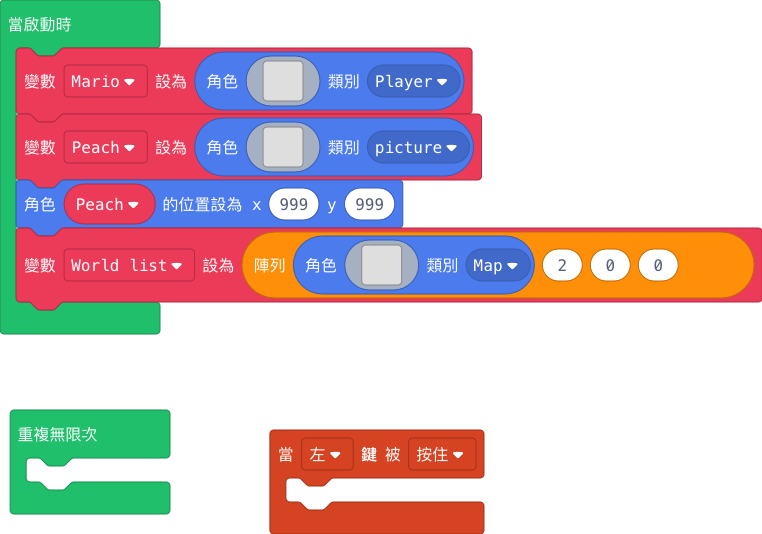 當啟動時
變數 Mario 設為 角色 類別 Player
變數 Peach 設為 角色 類別 picture
角色 Peach 的位置設為 x 999 y 999
變數 World list 設為 陣列 角色 類別 Map 2 0 0
重複無限次
當 左 鍵 被 按住